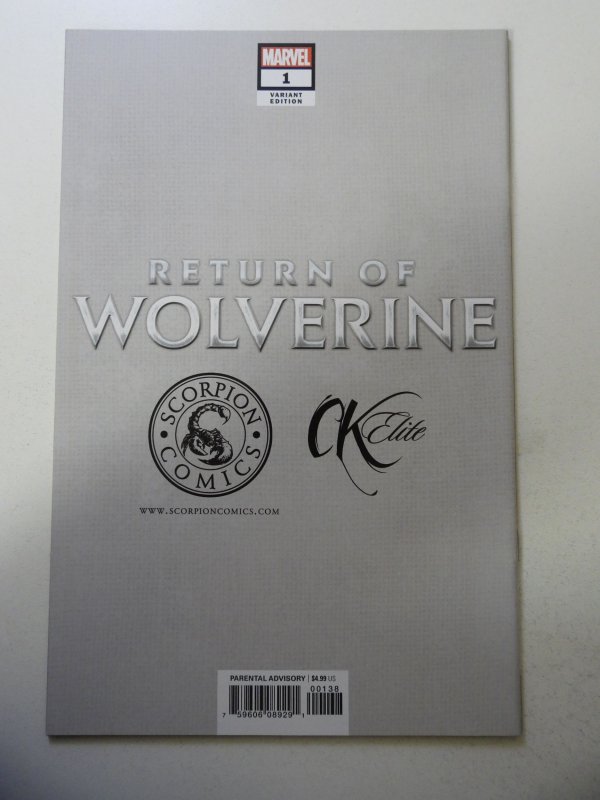 MARVEL
1
VARIANT
EDITION
RETURN OF
WOLVERINE
SCORPION
COMICS
CK Elite
WWW.SCORPIONCOMICS.COM
PARENTAL ADVISORY | $4.99 US
00138
7 59606 08929 1